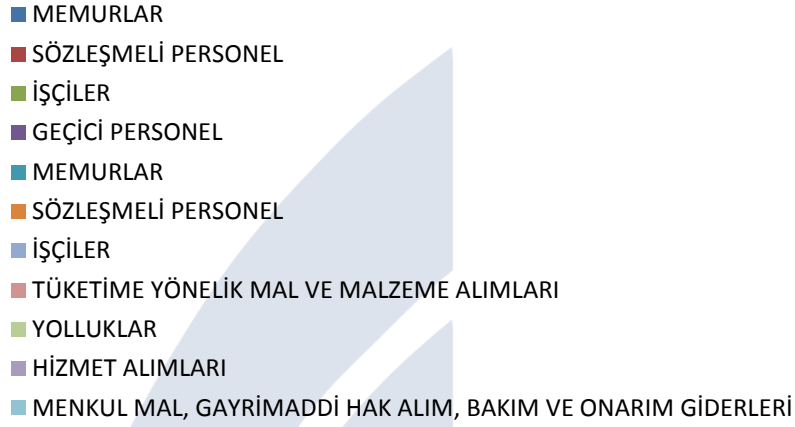 MEMURLAR
SÖZLEŞMELİ PERSONEL
İŞÇİLER
GEÇİCİ PERSONEL
MEMURLAR
SÖZLEŞMELİ PERSONEL
İŞÇİLER
TÜKETİME YÖNELİK MAL VE MALZEME ALIMLARI
YOLLUKLAR
HİZMET ALIMLARI
MENKUL MAL, GAYRİMADDİ HAK ALIM, BAKIM VE ONARIM GİDERLERİ